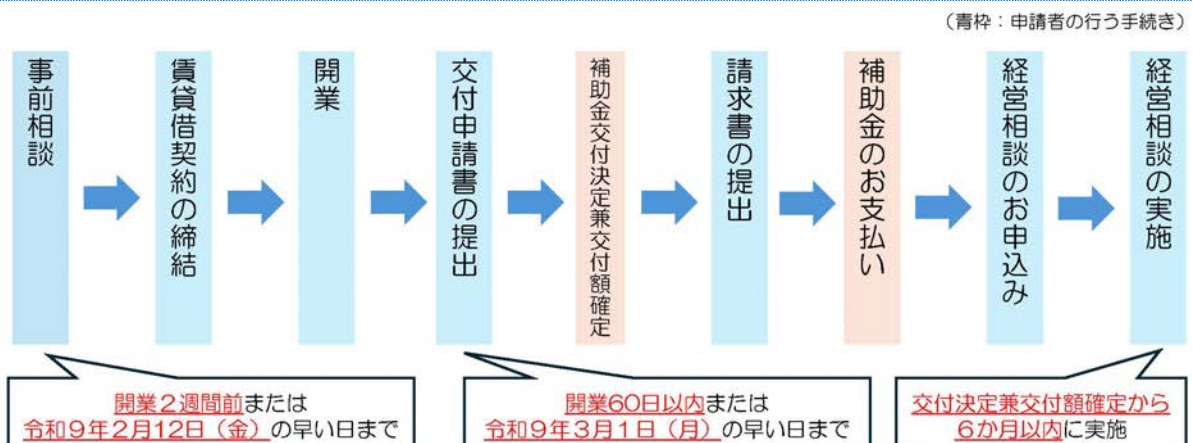 （青枠：申請者の行う手続き）
事前相談
賃貸借契約の締結
開業
交付申請書の提出
補助金交付決定兼交付額確定
請求書の提出
補助金のお支払い
経営相談のお申込み
経営相談の実施
開業２週間前または
令和９年２月12日（金）の早い日まで
開業60日以内または
令和９年３月１日（月）の早い日まで
交付決定兼交付額確定から
６か月以内に実施